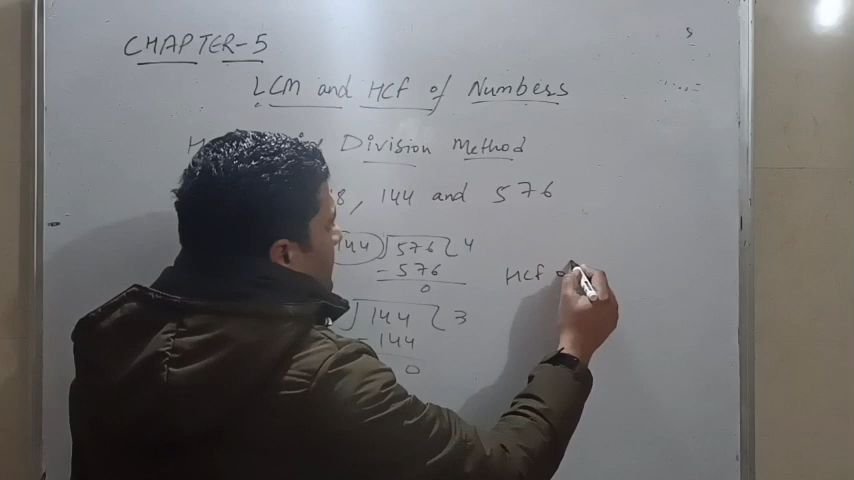 CHAPTER-5
LCM and HCF of Numbers
Division Method
8, 144 and 576
144 ) 576 ( 4
- 576
0
HCF o
) 144 ( 3
- 144
0